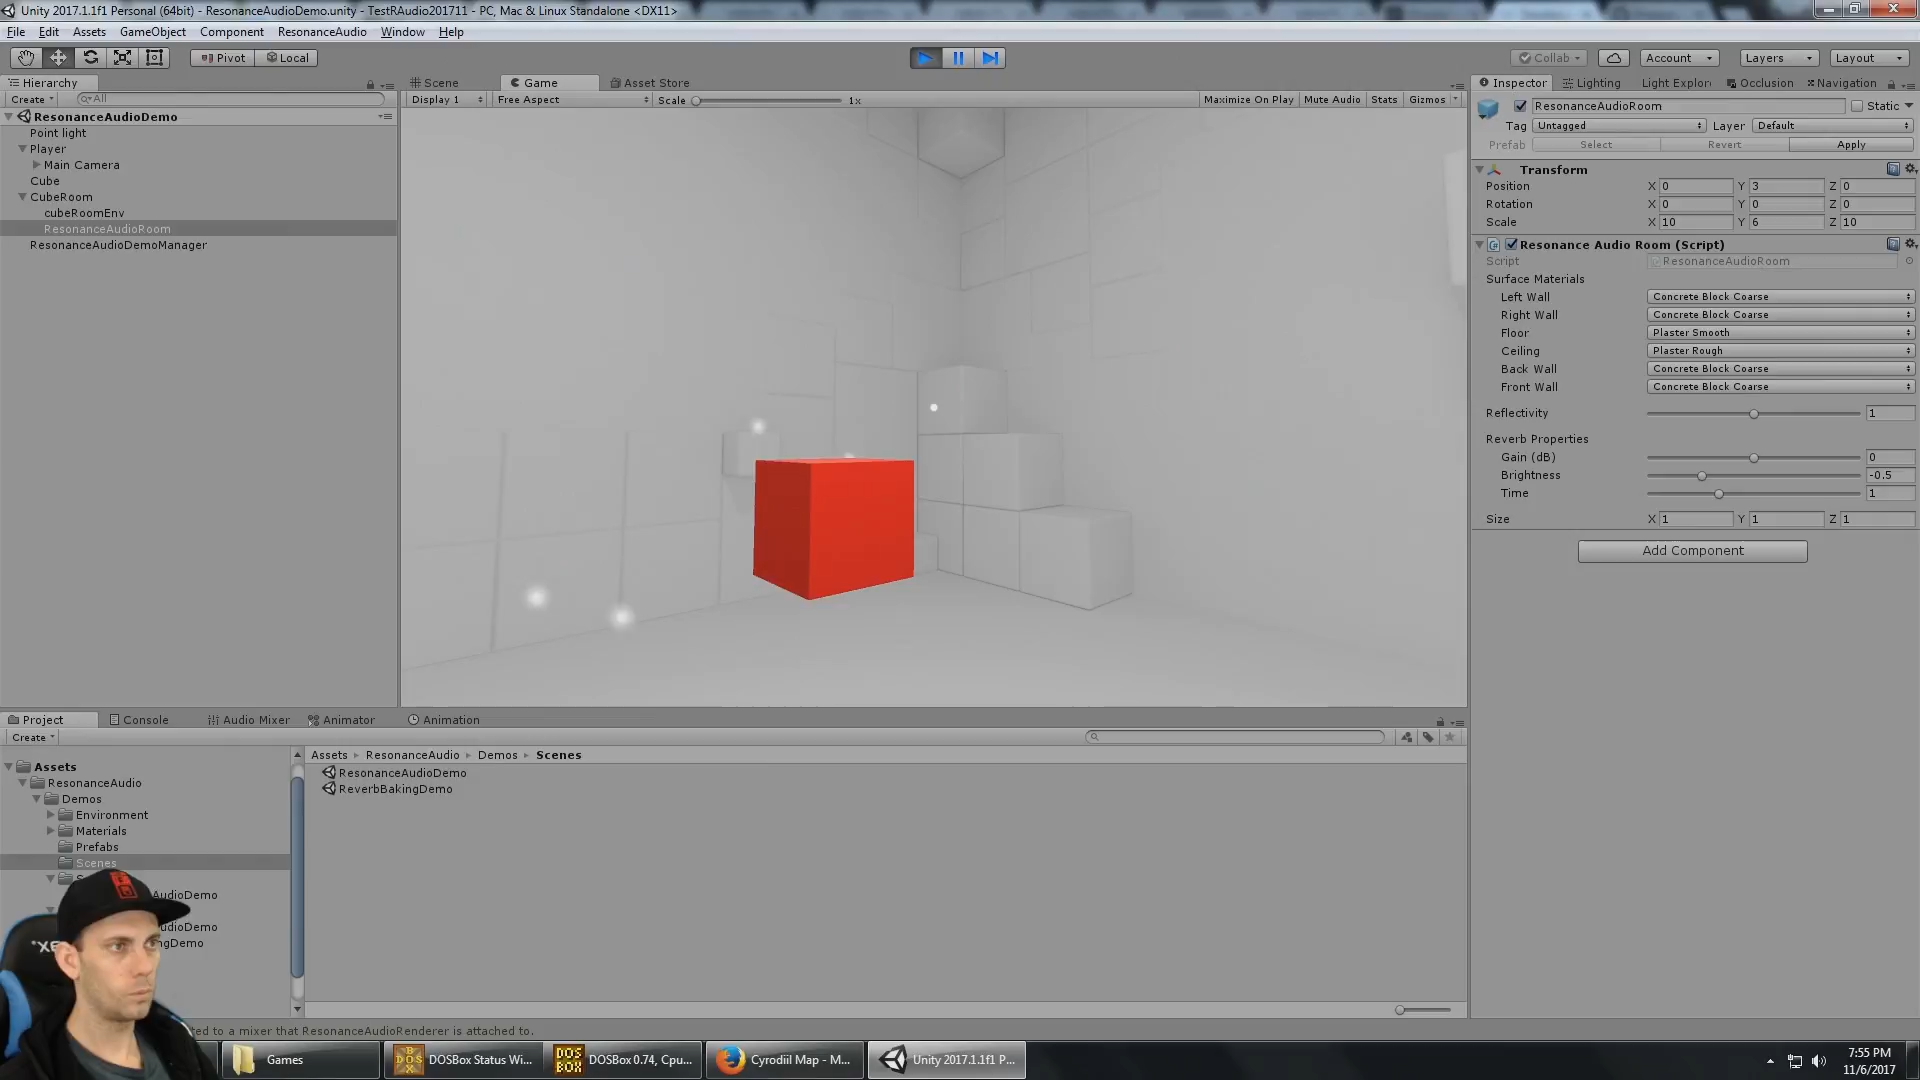 Unity 2017.1.1f1 Personal (64bit) - ResonanceAudioDemo.unity - TestRAudio201711 - PC, Mac & Linux Standalone <DX11>
File Edit Assets GameObject Component ResonanceAudio Window Help
Pivot Local Collab Account Layers Layout
Hierarchy
Create All
ResonanceAudioDemo
Point light
Player
Main Camera
Cube
CubeRoom
cubeRoomEnv
ResonanceAudioRoom
ResonanceAudioDemoManager
Scene Game Asset Store
Display 1 Free Aspect Scale 1x Maximize On Play Mute Audio Stats Gizmos
Inspector Lighting Light Explor Occlusion Navigation
ResonanceAudioRoom Static
Tag Untagged Layer Default
Prefab Select Revert Apply
Transform
Position X 0 Y 3 Z 0
Rotation X 0 Y 0 Z 0
Scale X 10 Y 6 Z 10
Resonance Audio Room (Script)
Script ResonanceAudioRoom
Surface Materials
Left Wall Concrete Block Coarse
Right Wall Concrete Block Coarse
Floor Plaster Smooth
Ceiling Plaster Rough
Back Wall Concrete Block Coarse
Front Wall Concrete Block Coarse
Reflectivity 1
Reverb Properties
Gain (dB) 0
Brightness -0.5
Time 1
Size X 1 Y 1 Z 1
Add Component
Project Console Audio Mixer Animator Animation
Create
Assets
ResonanceAudio
Demos
Environment
Materials
Prefabs
Scenes
AudioDemo
udioDemo
ngDemo
Assets ResonanceAudio Demos Scenes
ResonanceAudioDemo
ReverbBakingDemo
ted to a mixer that ResonanceAudioRenderer is attached to.
Games
DOSBox Status Wi...
DOS BOX
DOSBox 0.74, Cpu...
Cyrodiil Map - M...
Unity 2017.1.1f1 P...
7:55 PM
11/6/2017